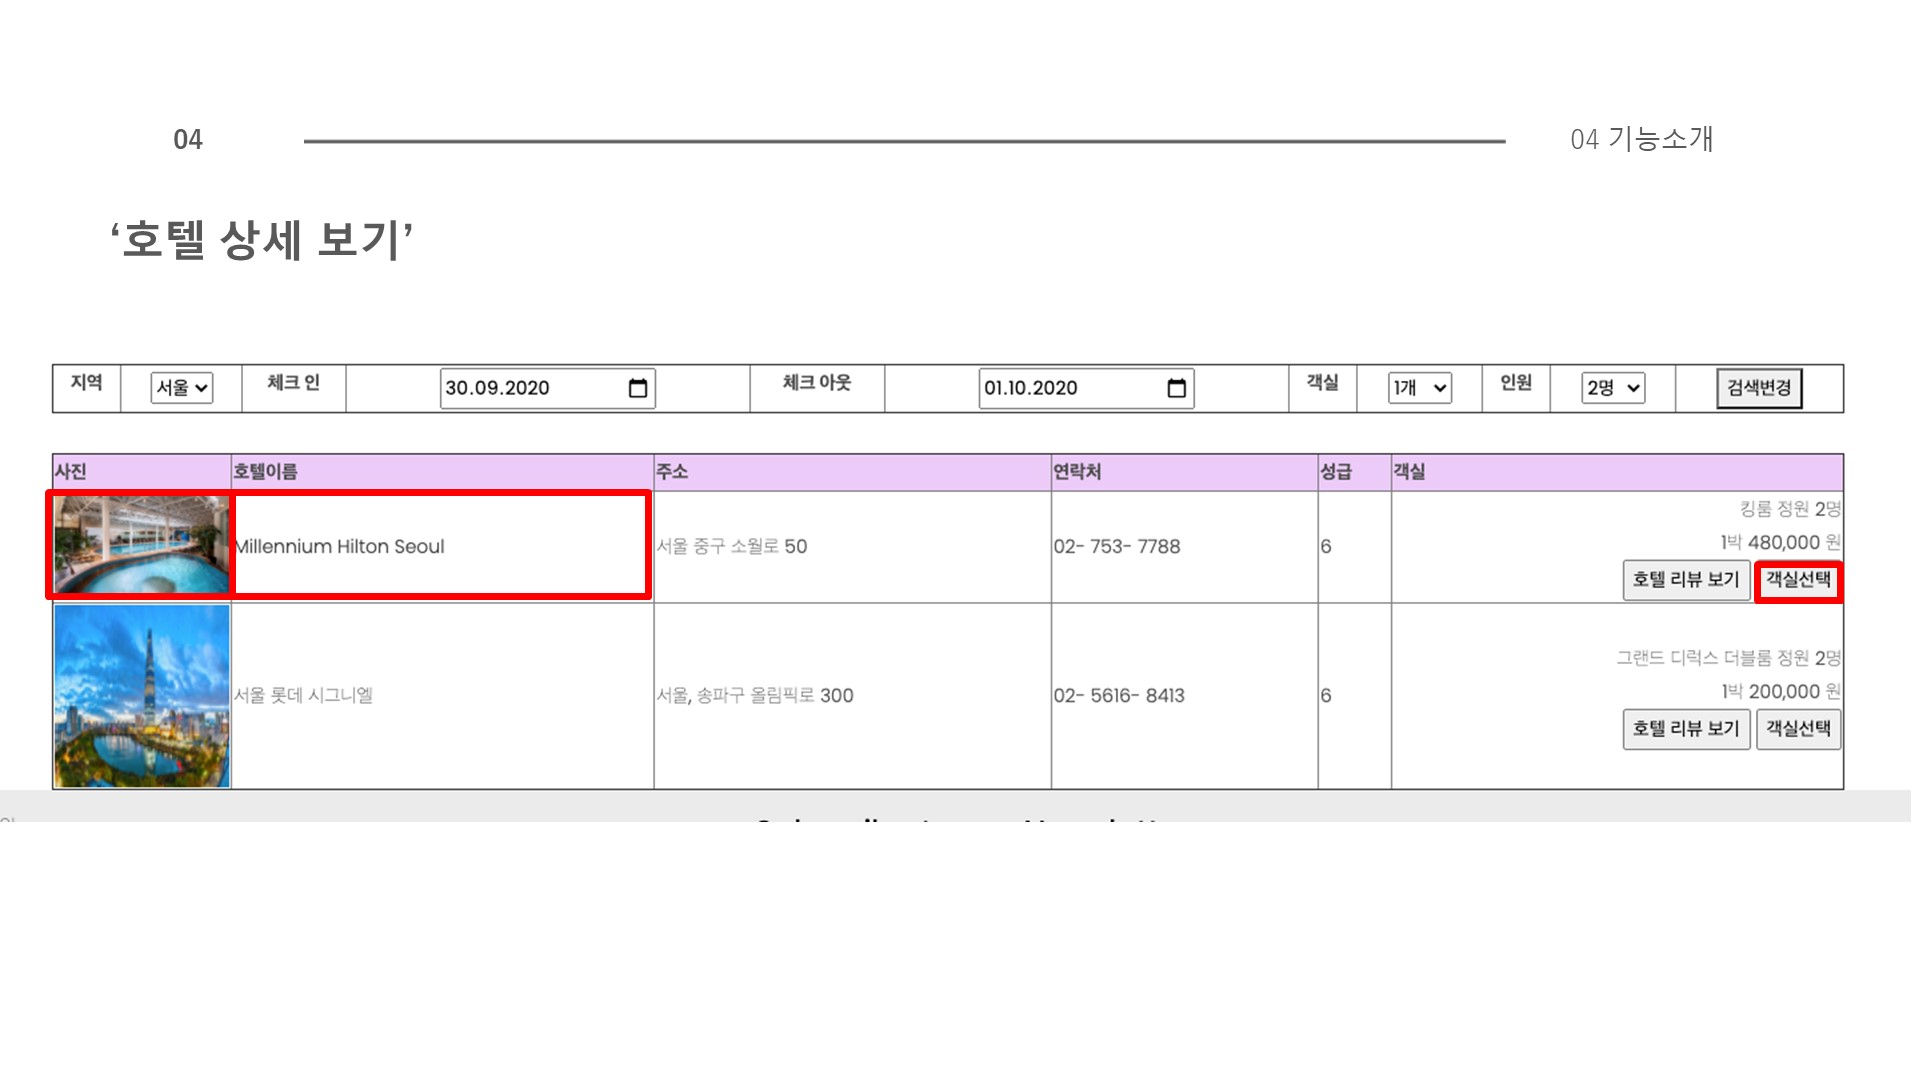 04
04 기능소개
‘호텔 상세 보기’
지역 서울 체크 인 30.09.2020 체크 아웃 01.10.2020 객실 1개 인원 2명 검색변경
사진 호텔이름 주소 연락처 성급 객실
킹룸 정원 2명
Millennium Hilton Seoul 서울 중구 소월로 50 02- 753- 7788 6 1박 480,000 원
호텔 리뷰 보기 객실선택
그랜드 디럭스 더블룸 정원 2명
서울 롯데 시그니엘 서울, 송파구 올림픽로 300 02- 5616- 8413 6 1박 200,000 원
호텔 리뷰 보기 객실선택